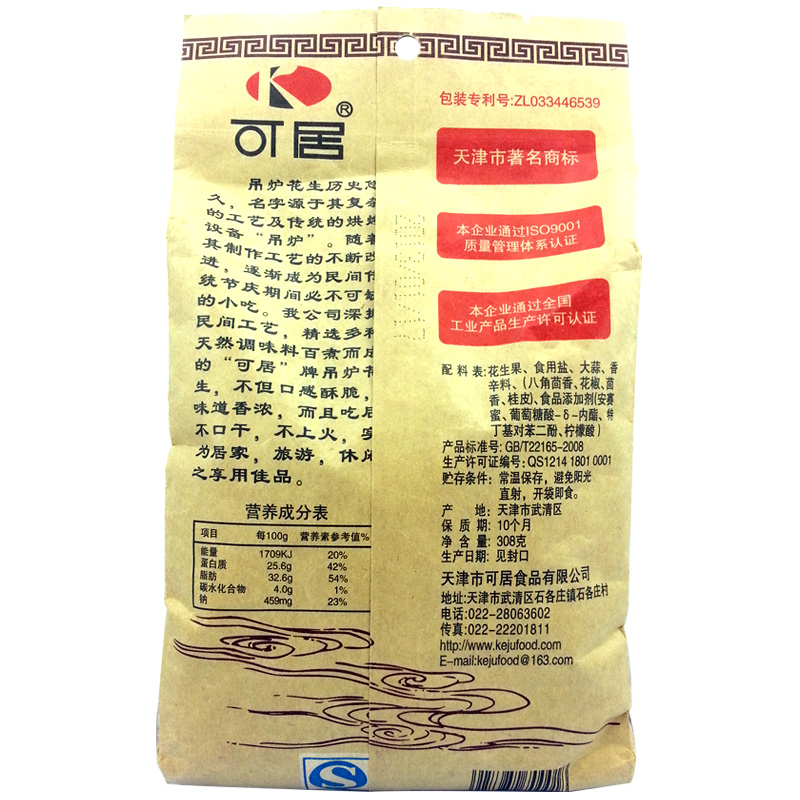 K
®
可居
吊炉花生历史悠
久，名字源于其复杂
的工艺及传统的烘烤
设备“吊炉”。随着
其制作工艺的不断改
进，逐渐成为民间传
统节庆期间必不可缺
的小吃。我公司深挖
民间工艺，精选多种
天然调味料百煮而成
的“可居”牌吊炉花
生，不但口感酥脆，
味道香浓，而且吃后
不口干，不上火，实
为居家，旅游，休闲
之享用佳品。
营养成分表
项目 每100g 营养素参考值%
能量 1709KJ 20%
蛋白质 25.6g 42%
脂肪 32.6g 54%
碳水化合物 4.0g 1%
钠 459mg 23%
包装专利号:ZL033446539
天津市著名商标
本企业通过ISO9001
质量管理体系认证
本企业通过全国
工业产品生产许可认证
配料表:花生果、食用盐、大蒜、香
辛料、(八角茴香、花椒、茴
香、桂皮)、食品添加剂(安赛
蜜、葡萄糖酸-δ-内酯、特
丁基对苯二酚、柠檬酸)
产品标准号:GB/T22165-2008
生产许可证编号:QS1214 1801 0001
贮存条件:常温保存，避免阳光
直射，开袋即食。
产地:天津市武清区
保质期:10个月
净含量:308克
生产日期:见封口
天津市可居食品有限公司
地址:天津市武清区石各庄镇石各庄村
电话:022-28063602
传真:022-22201811
http://www.kejufood.com
E-mail:kejufood@163.com